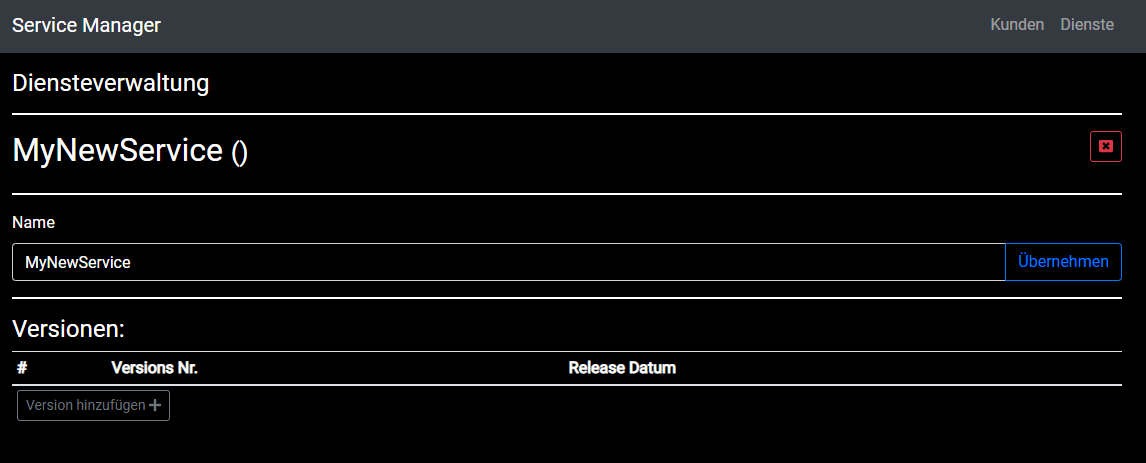 Service Manager Kunden Dienste
Diensteverwaltung
MyNewService ()
Name
MyNewService Übernehmen
Versionen:
# Versions Nr. Release Datum
Version hinzufügen